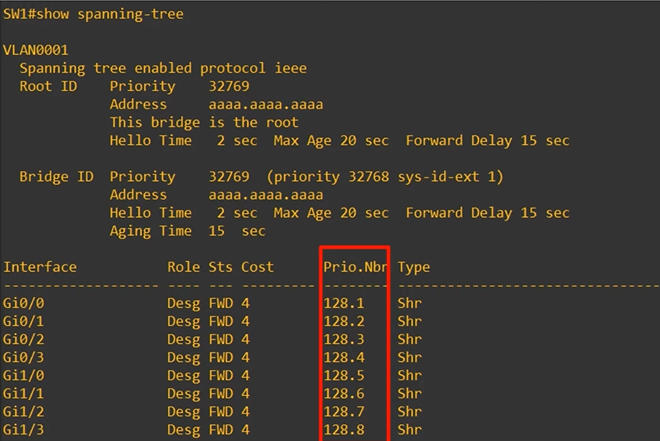 SW1#show spanning-tree
VLAN0001
Spanning tree enabled protocol ieee
Root ID Priority 32769
Address aaaa.aaaa.aaaa
This bridge is the root
Hello Time 2 sec Max Age 20 sec Forward Delay 15 sec
Bridge ID Priority 32769 (priority 32768 sys-id-ext 1)
Address aaaa.aaaa.aaaa
Hello Time 2 sec Max Age 20 sec Forward Delay 15 sec
Aging Time 15 sec
Interface Role Sts Cost Prio.Nbr Type
------------------- ---- --- --------- -------- --------------------------------
Gi0/0 Desg FWD 4 128.1 Shr
Gi0/1 Desg FWD 4 128.2 Shr
Gi0/2 Desg FWD 4 128.3 Shr
Gi0/3 Desg FWD 4 128.4 Shr
Gi1/0 Desg FWD 4 128.5 Shr
Gi1/1 Desg FWD 4 128.6 Shr
Gi1/2 Desg FWD 4 128.7 Shr
Gi1/3 Desg FWD 4 128.8 Shr